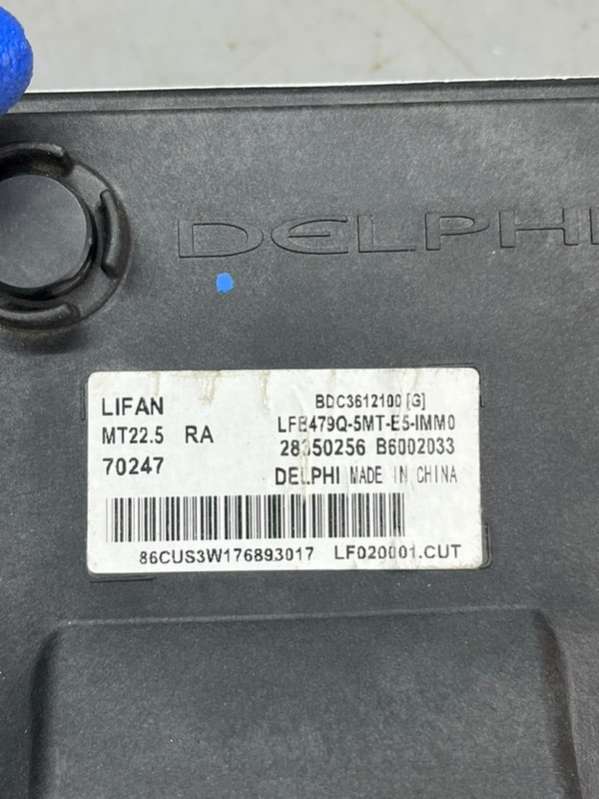 DELPHI
LIFAN
MT22.5 RA
70247
BDC3612100 [G]
LFB479Q-5MT-E5-IMM0
28350256 B6002033
DELPHI MADE IN CHINA
86CUS3W176893017 LF020001.CUT